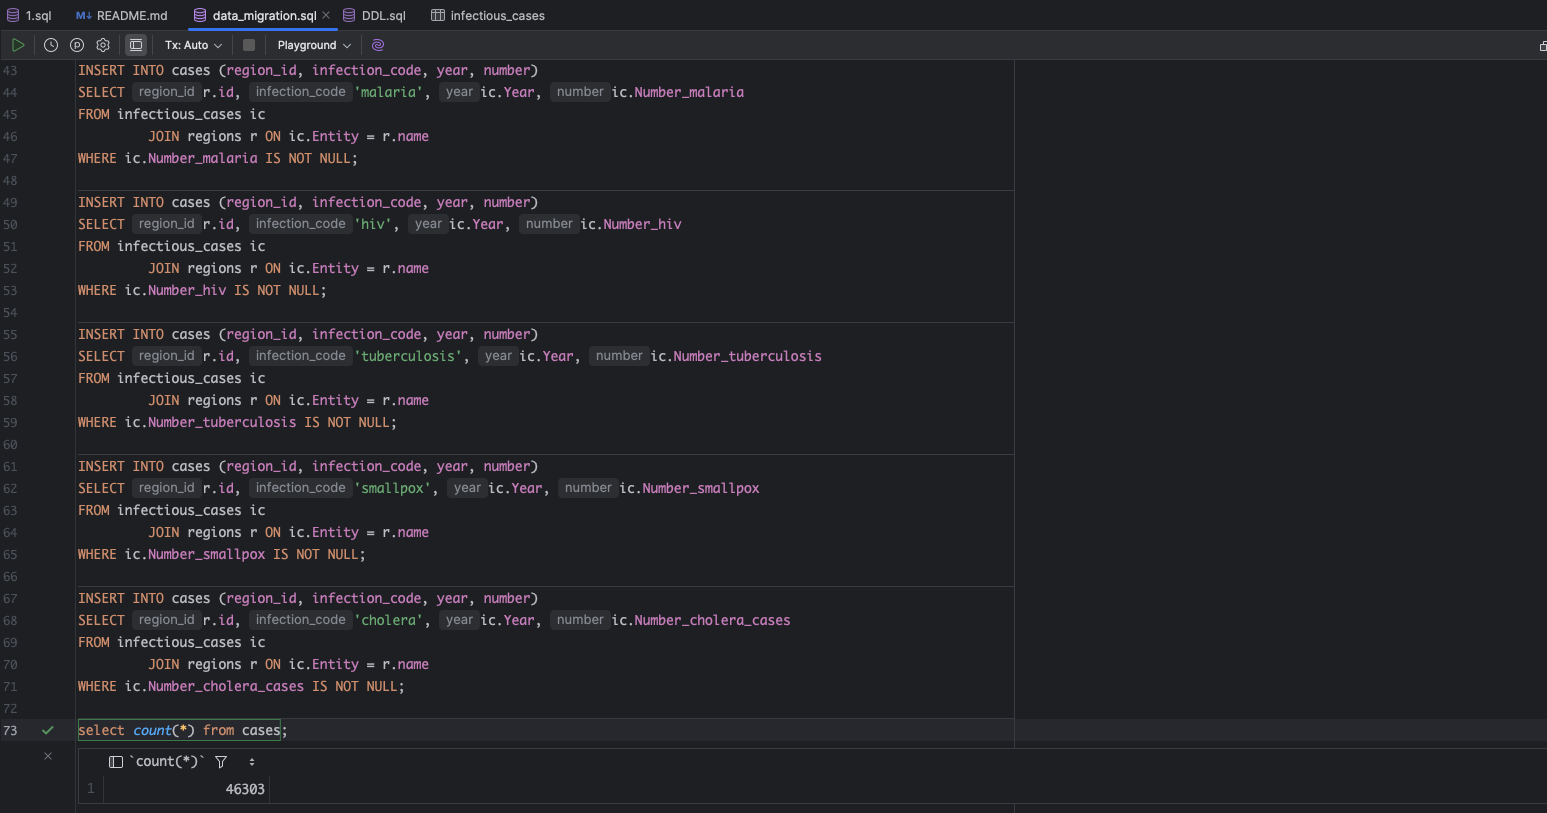 1.sql README.md data_migration.sql DDL.sql infectious_cases
Tx: Auto Playground
43 INSERT INTO cases (region_id, infection_code, year, number)
44 SELECT region_id r.id, infection_code 'malaria', year ic.Year, number ic.Number_malaria
45 FROM infectious_cases ic
46 JOIN regions r ON ic.Entity = r.name
47 WHERE ic.Number_malaria IS NOT NULL;
48
49 INSERT INTO cases (region_id, infection_code, year, number)
50 SELECT region_id r.id, infection_code 'hiv', year ic.Year, number ic.Number_hiv
51 FROM infectious_cases ic
52 JOIN regions r ON ic.Entity = r.name
53 WHERE ic.Number_hiv IS NOT NULL;
54
55 INSERT INTO cases (region_id, infection_code, year, number)
56 SELECT region_id r.id, infection_code 'tuberculosis', year ic.Year, number ic.Number_tuberculosis
57 FROM infectious_cases ic
58 JOIN regions r ON ic.Entity = r.name
59 WHERE ic.Number_tuberculosis IS NOT NULL;
60
61 INSERT INTO cases (region_id, infection_code, year, number)
62 SELECT region_id r.id, infection_code 'smallpox', year ic.Year, number ic.Number_smallpox
63 FROM infectious_cases ic
64 JOIN regions r ON ic.Entity = r.name
65 WHERE ic.Number_smallpox IS NOT NULL;
66
67 INSERT INTO cases (region_id, infection_code, year, number)
68 SELECT region_id r.id, infection_code 'cholera', year ic.Year, number ic.Number_cholera_cases
69 FROM infectious_cases ic
70 JOIN regions r ON ic.Entity = r.name
71 WHERE ic.Number_cholera_cases IS NOT NULL;
72
73 select count(*) from cases;
`count(*)`
1 46303